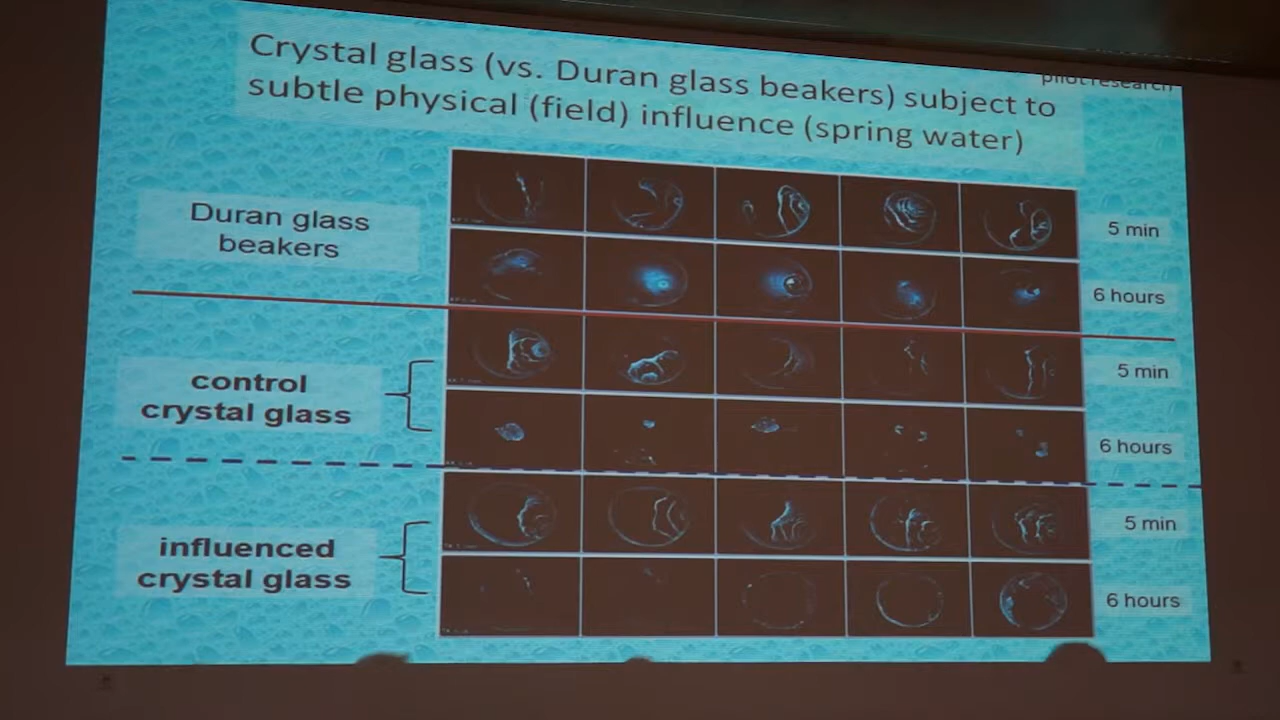 pilot research
Crystal glass (vs. Duran glass beakers) subject to
subtle physical (field) influence (spring water)
Duran glass
beakers
5 min
6 hours
control
crystal glass
5 min
6 hours
influenced
crystal glass
5 min
6 hours